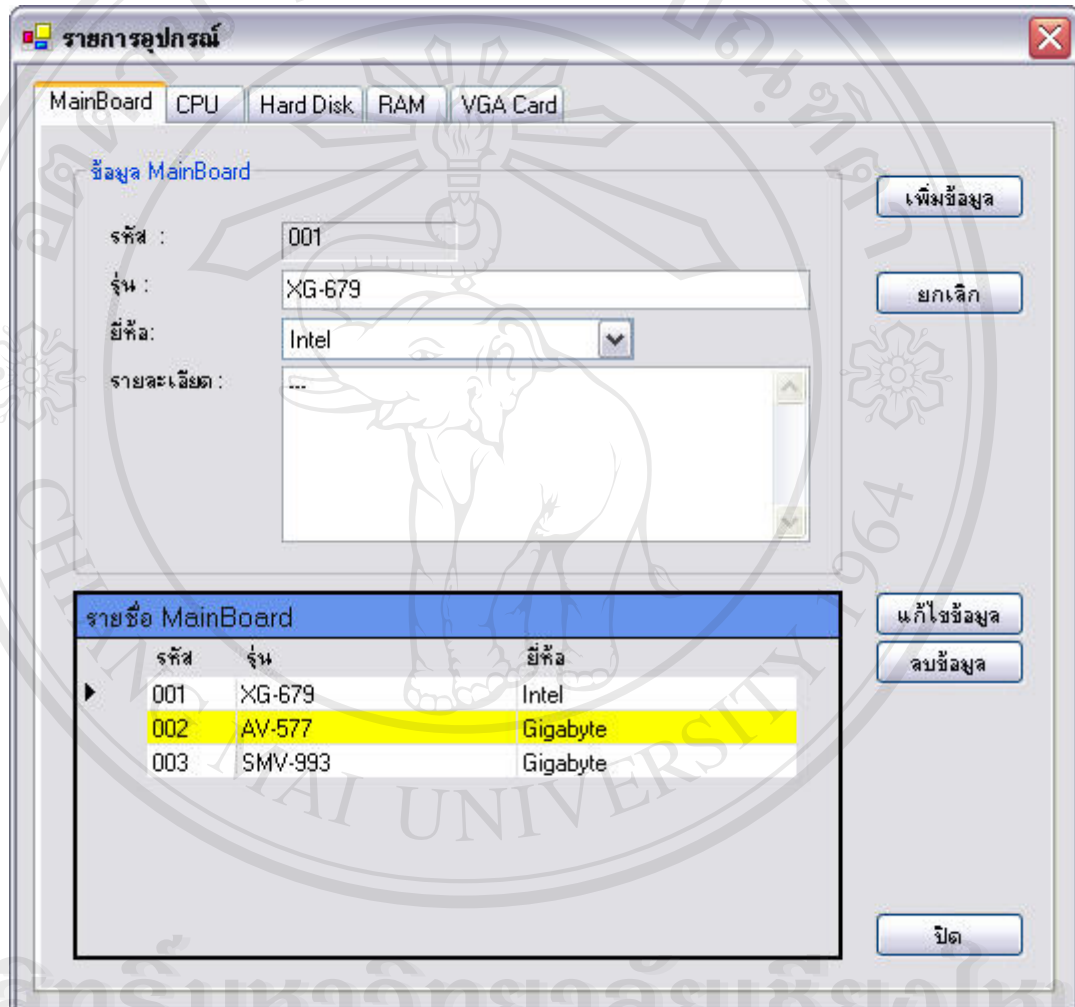 รายการอุปกรณ์
MainBoard CPU Hard Disk RAM VGA Card
ข้อมูล MainBoard
เพิ่มข้อมูล
รหัส : 001
รุ่น : XG-679
ยกเลิก
ยี่ห้อ: Intel
รายละเอียด : ...
รายชื่อ MainBoard
แก้ไขข้อมูล
ลบข้อมูล
รหัส รุ่น ยี่ห้อ
001 XG-679 Intel
002 AV-577 Gigabyte
003 SMV-993 Gigabyte
ปิด
CHIANG MAI UNIVERSITY 1964